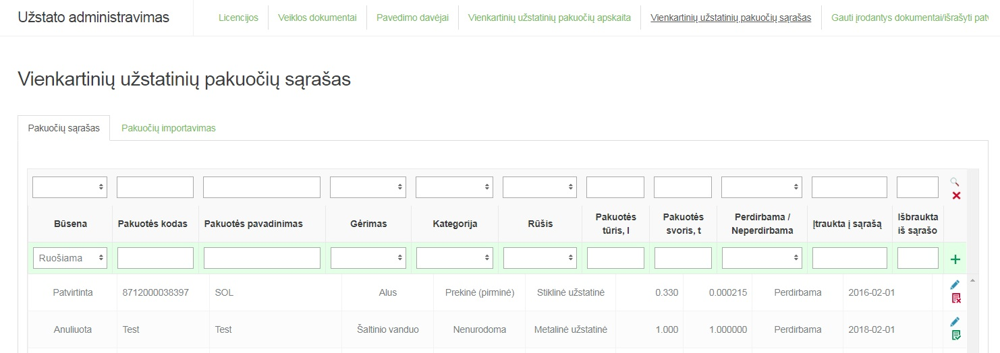 Užstato administravimas
Licencijos
Veiklos dokumentai
Pavedimo davėjai
Vienkartinių užstatinių pakuočių apskaita
Vienkartinių užstatinių pakuočių sąrašas
Gauti įrodantys dokumentai/išrašyti patv
Vienkartinių užstatinių pakuočių sąrašas
Pakuočių sąrašas
Pakuočių importavimas
Būsena
Pakuotės kodas
Pakuotės pavadinimas
Gėrimas
Kategorija
Rūšis
Pakuotės
tūris, l
Pakuotės
svoris, t
Perdirbama /
Neperdirbama
Įtraukta į sąrašą
Išbraukta
iš sąrašo
Ruošiama
Patvirtinta 8712000038397 SOL Alus Prekinė (pirminė) Stiklinė užstatinė 0.330 0.000215 Perdirbama 2016-02-01
Anuliuota Test Test Šaltinio vanduo Nenurodoma Metalinė užstatinė 1.000 1.000000 Perdirbama 2018-02-01